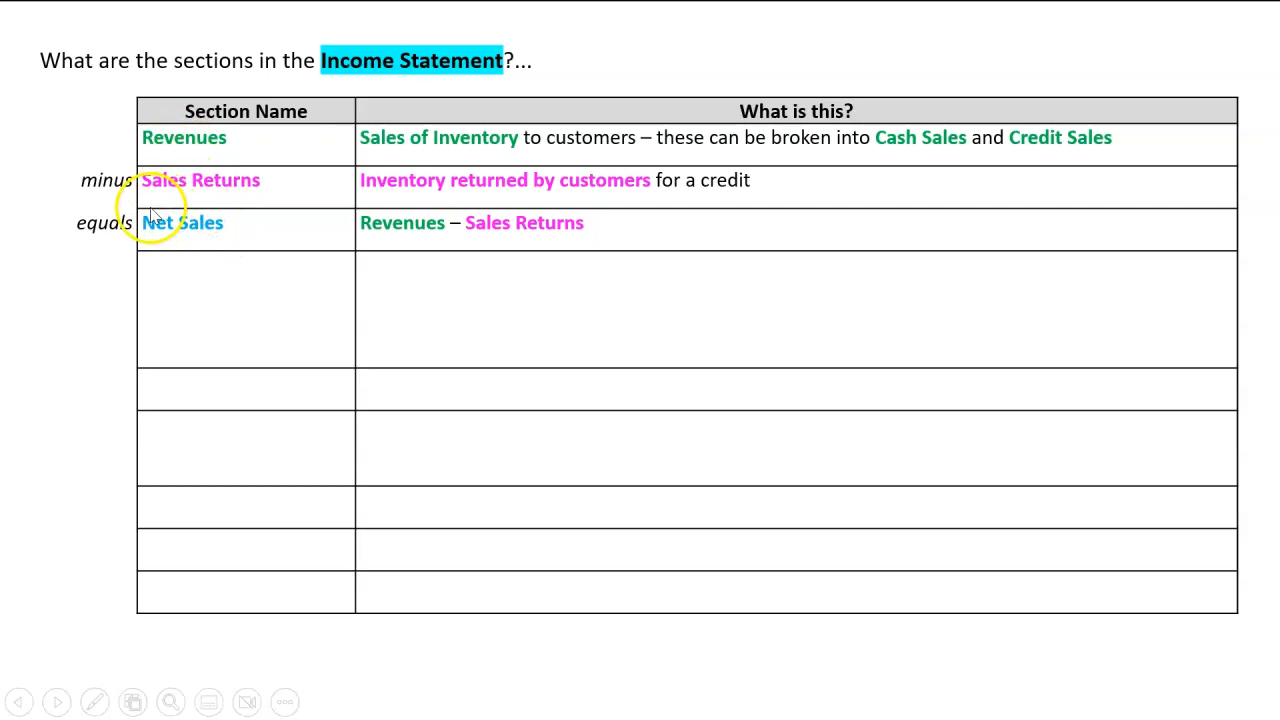 What are the sections in the Income Statement?...
Section Name What is this?
Revenues Sales of Inventory to customers – these can be broken into Cash Sales and Credit Sales
minus Sales Returns Inventory returned by customers for a credit
equals Net Sales Revenues – Sales Returns